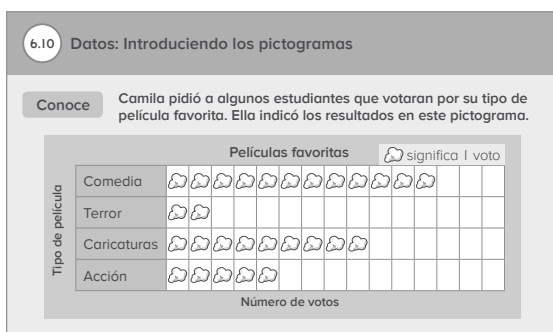 6.10 Datos: Introduciendo los pictogramas
Conoce
Camila pidió a algunos estudiantes que votaran por su tipo de
película favorita. Ella indicó los resultados en este pictograma.
Películas favoritas
significa 1 voto
Tipo de película
Comedia
Terror
Caricaturas
Acción
Número de votos